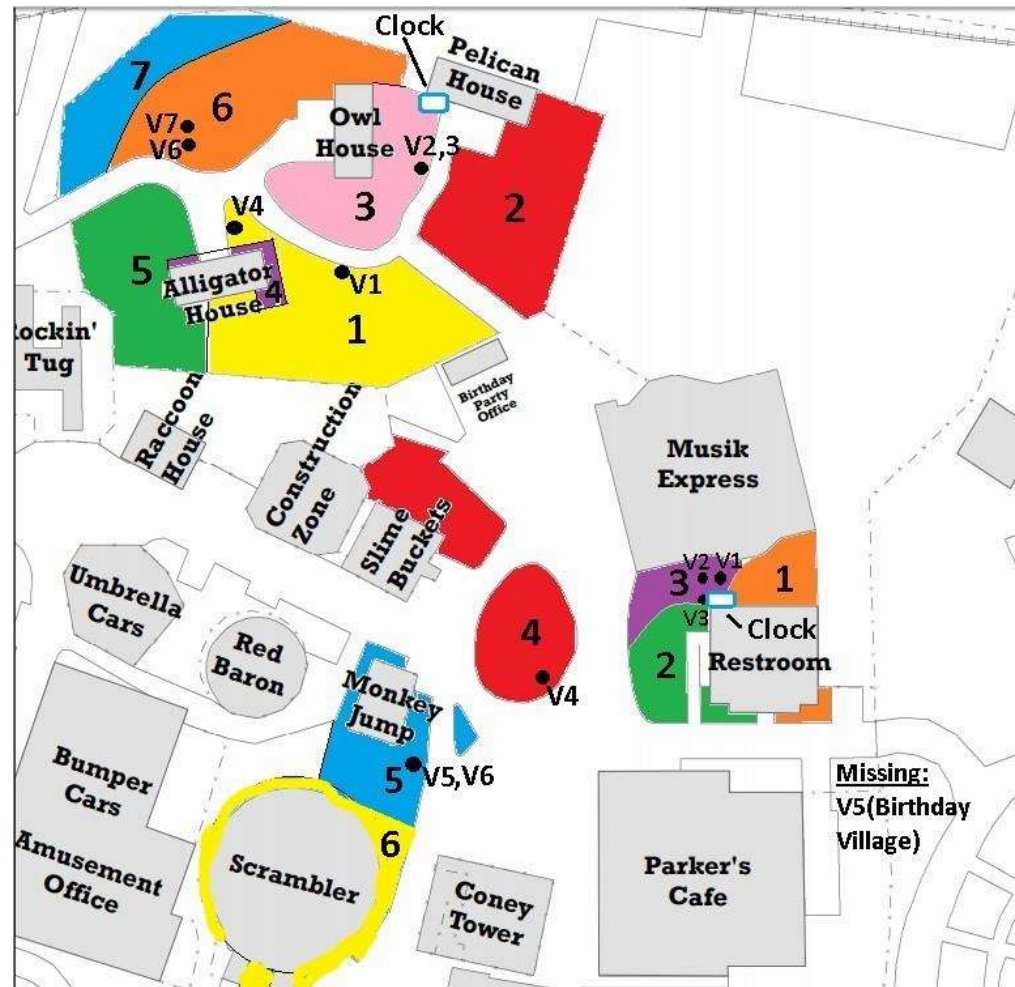 Clock
Pelican
House
7
6
V7
V6
Owl
House
V2,3
3
2
V4
5
Alligator
House
4
V1
1
Rockin'
Tug
Birthday
Party
Office
Raccoon
House
Construction
Zone
Slime
Buckets
Musik
Express
V2 V1
3
1
V3
Clock
2
Restroom
Umbrella
Cars
Red
Baron
4
V4
Monkey
Jump
5
V5,V6
6
Bumper
Cars
Amusement
Office
Scrambler
Coney
Tower
Parker's
Cafe
Missing:
V5(Birthday
Village)